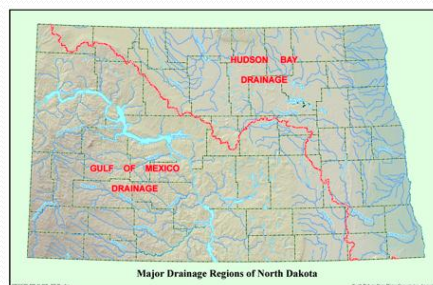 HUDSON BAY
DRAINAGE
GULF OF MEXICO
DRAINAGE
Major Drainage Regions of North Dakota